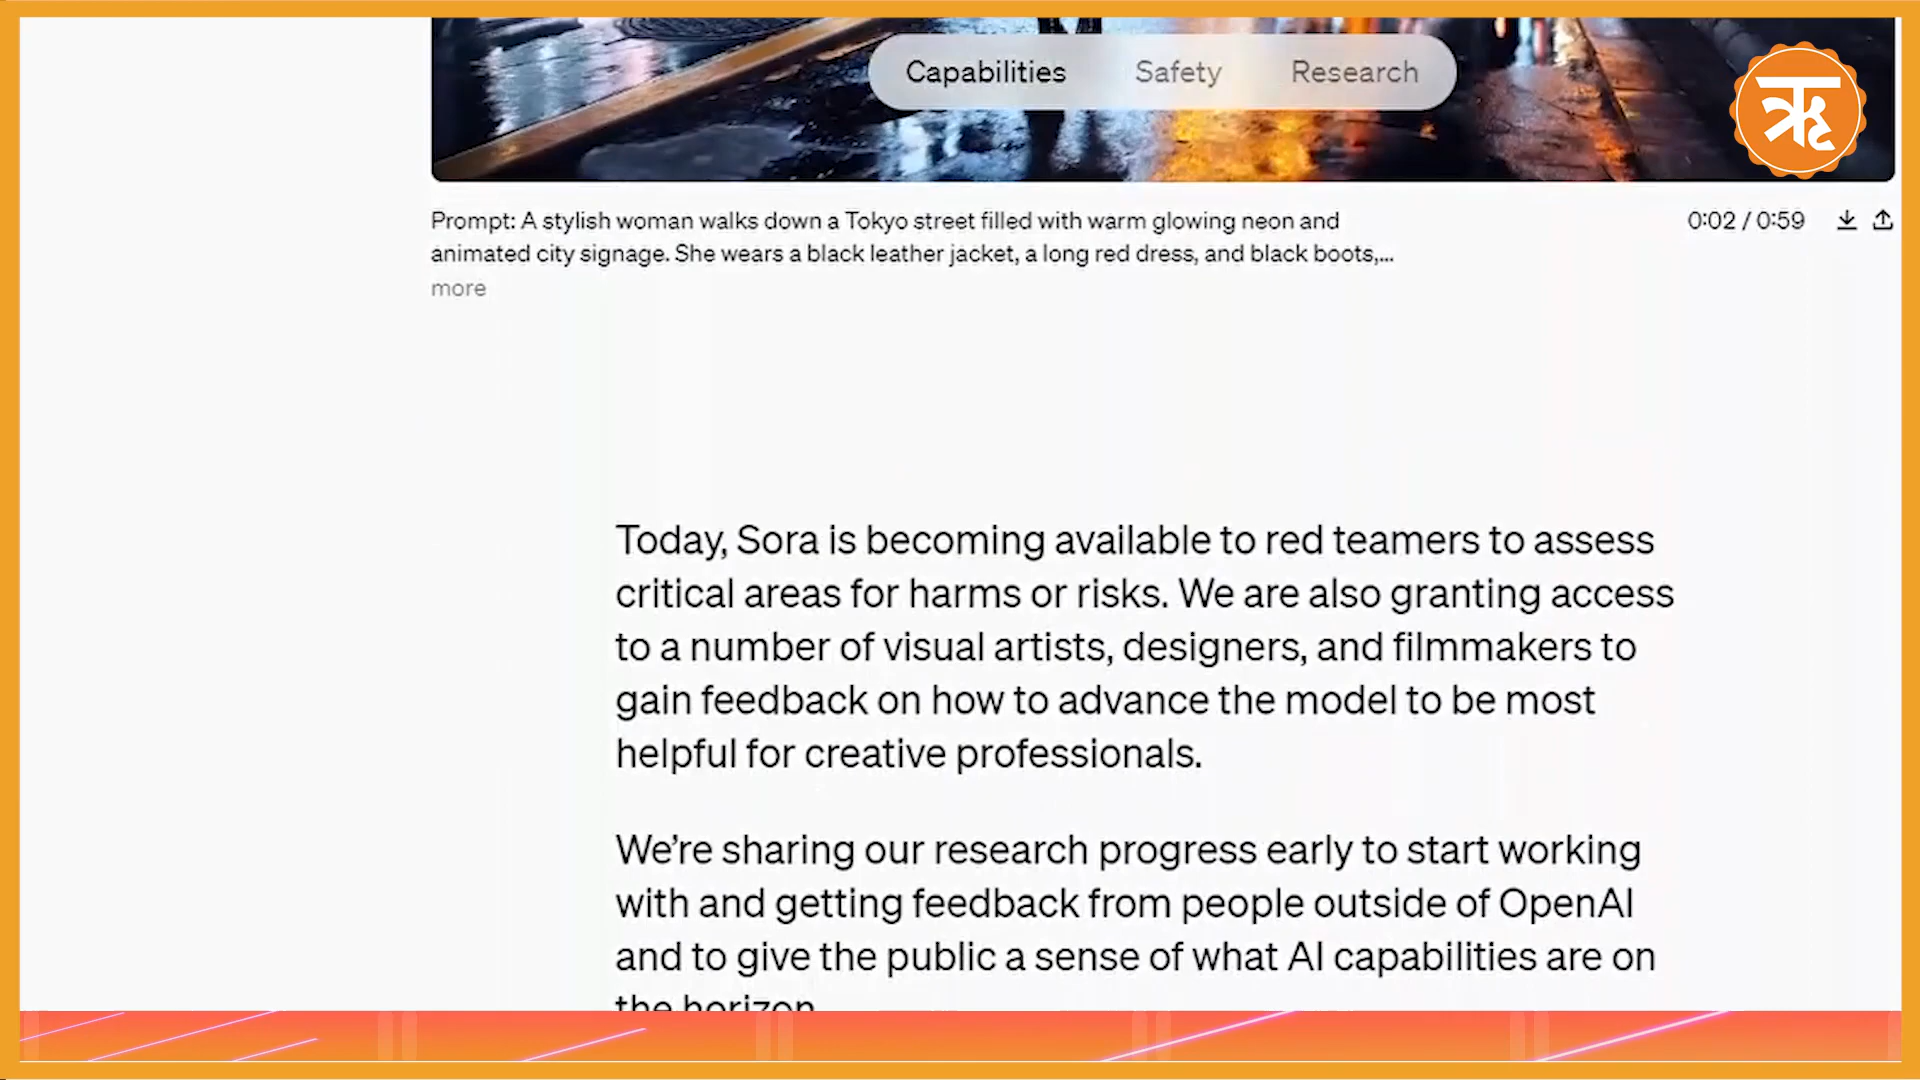 Capabilities Safety Research
ऋ
Prompt: A stylish woman walks down a Tokyo street filled with warm glowing neon and
animated city signage. She wears a black leather jacket, a long red dress, and black boots,...
more
0:02 / 0:59
Today, Sora is becoming available to red teamers to assess
critical areas for harms or risks. We are also granting access
to a number of visual artists, designers, and filmmakers to
gain feedback on how to advance the model to be most
helpful for creative professionals.
We’re sharing our research progress early to start working
with and getting feedback from people outside of OpenAI
and to give the public a sense of what AI capabilities are on
the horizon.